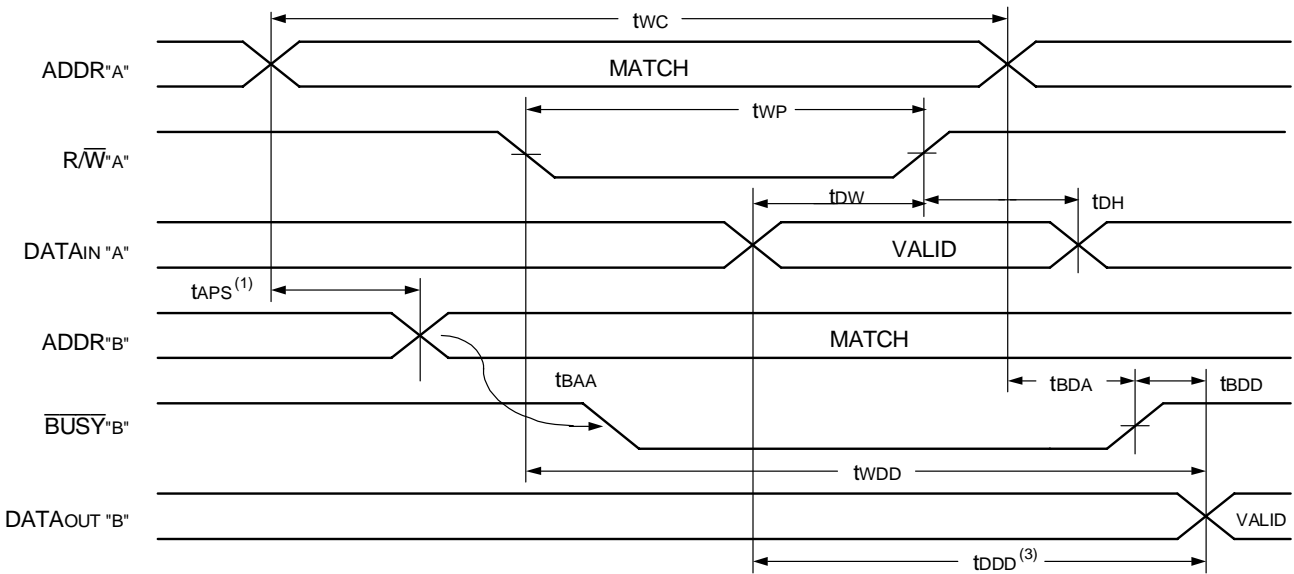 tWC
ADDR"A"
MATCH
tWP
R/W̅"A"
tDW
tDH
DATAIN "A"
VALID
tAPS(1)
ADDR"B"
MATCH
tBAA
tBDA
tBDD
B̅U̅S̅Y̅"B"
tWDD
DATAOUT "B"
VALID
tDDD(3)